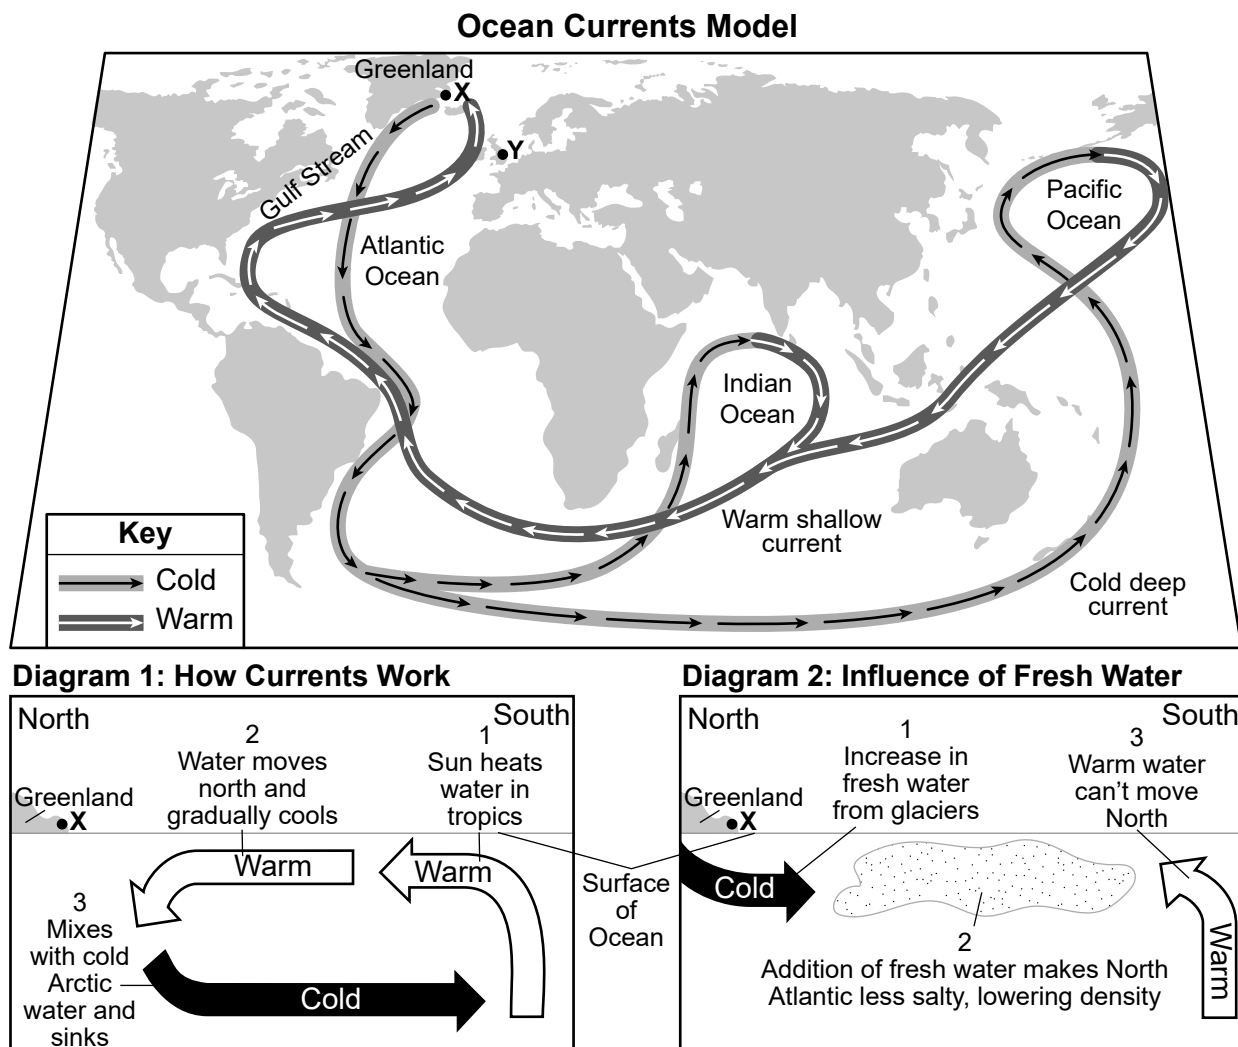 Ocean Currents Model
Greenland
X
Y
Gulf Stream
Atlantic
Ocean
Pacific
Ocean
Indian
Ocean
Warm shallow
current
Cold deep
current
Key
Cold
Warm
Diagram 1: How Currents Work
North
South
1
Sun heats
water in
tropics
2
Water moves
north and
gradually cools
Greenland
X
Warm
Warm
3
Mixes
with cold
Arctic
water and
sinks
Cold
Surface
of
Ocean
Diagram 2: Influence of Fresh Water
North
South
1
Increase in
fresh water
from glaciers
3
Warm water
can't move
North
Greenland
X
Cold
2
Addition of fresh water makes North
Atlantic less salty, lowering density
Warm